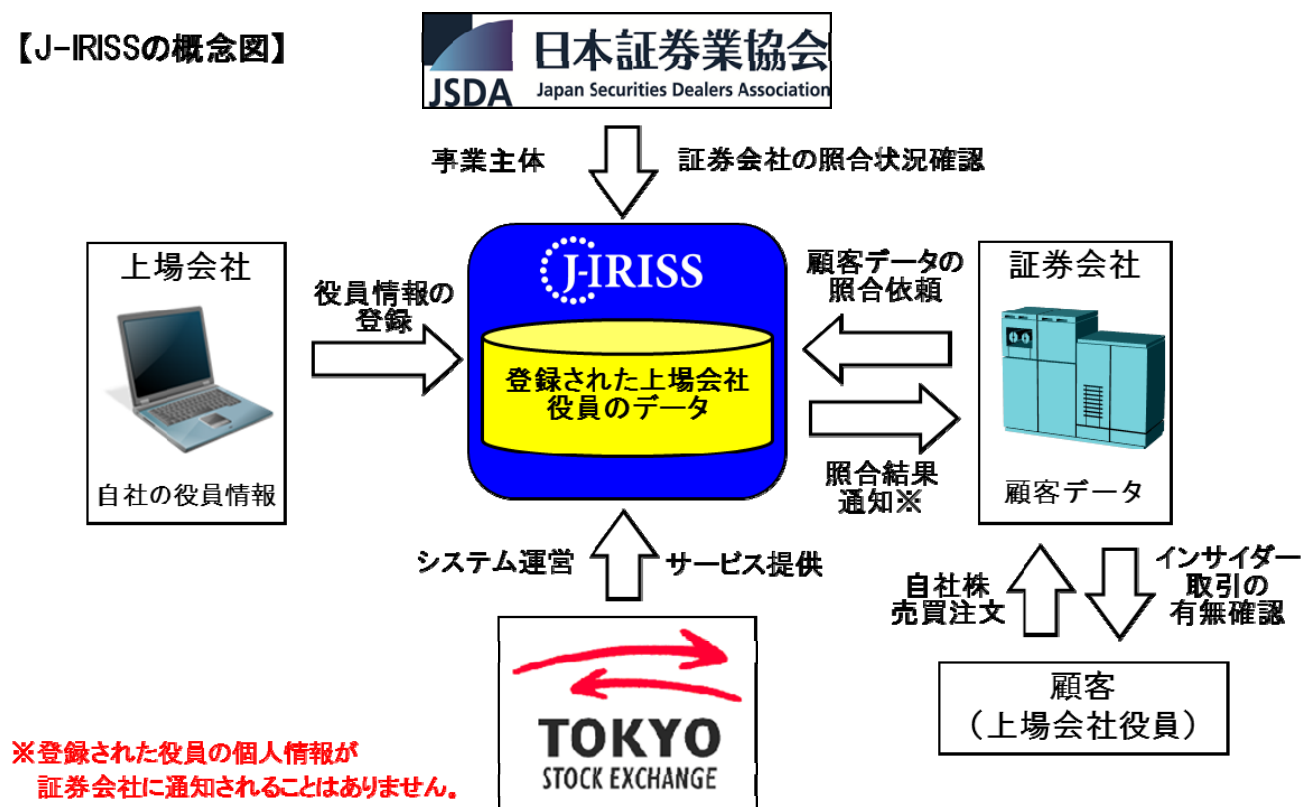 【J-IRISSの概念図】
JSDA
日本証券業協会
Japan Securities Dealers Association
事業主体
証券会社の照合状況確認
上場会社
自社の役員情報
役員情報の
登録
J-IRISS
登録された上場会社
役員のデータ
顧客データの
照合依頼
照合結果
通知※
証券会社
顧客データ
システム運営
サービス提供
TOKYO
STOCK EXCHANGE
自社株
売買注文
インサイダー
取引の
有無確認
顧客
（上場会社役員）
※登録された役員の個人情報が
証券会社に通知されることはありません。